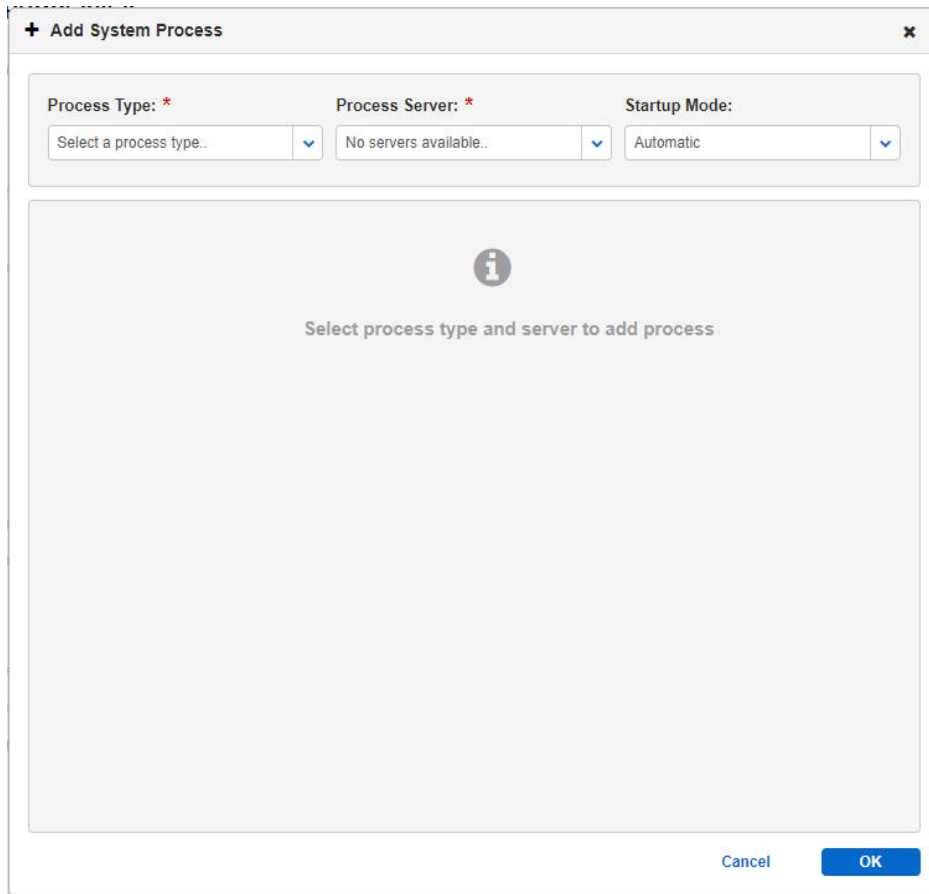 Add System Process
Process Type: *
Process Server: *
Startup Mode:
Select a process type..
No servers available..
Automatic
Select process type and server to add process
Cancel
OK